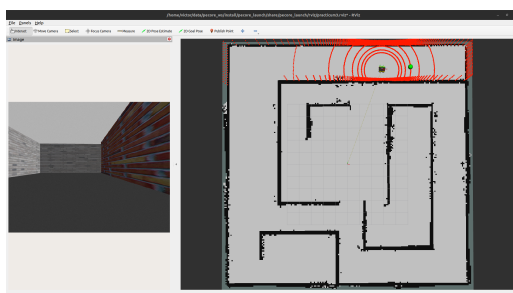 File Panels Help
Interact Move Camera Select Focus Camera Measure 2D Pose Estimate 2D Goal Pose Publish Point
Image